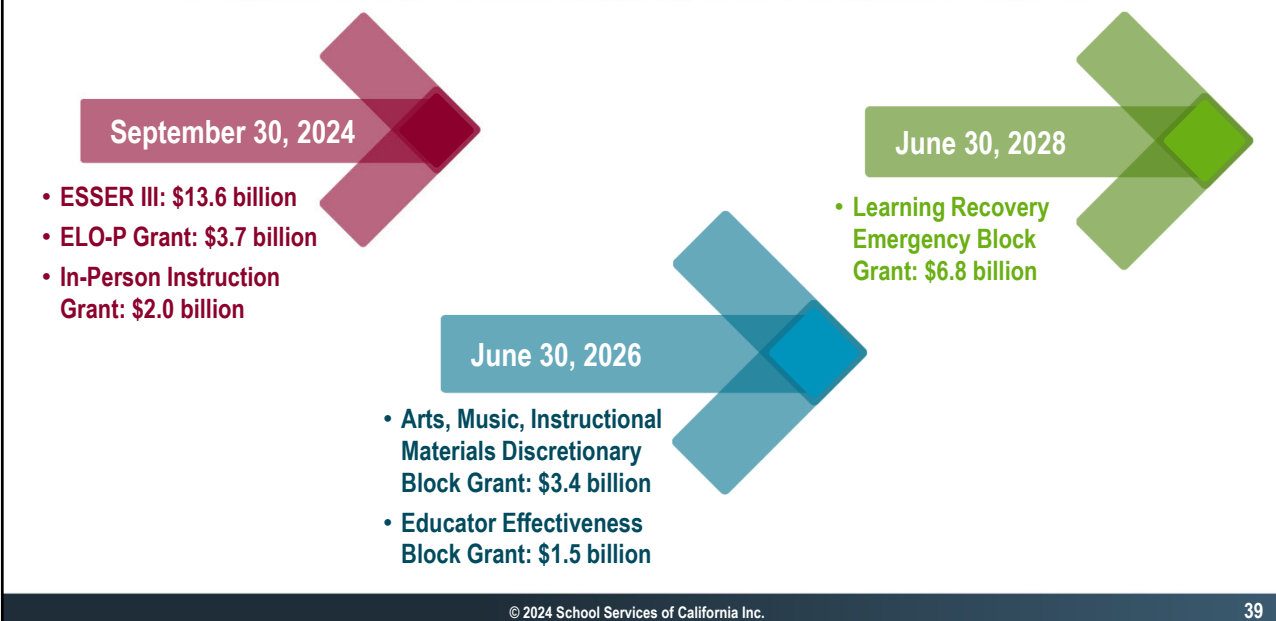 September 30, 2024
• ESSER III: $13.6 billion
• ELO-P Grant: $3.7 billion
• In-Person Instruction
Grant: $2.0 billion
June 30, 2026
• Arts, Music, Instructional
Materials Discretionary
Block Grant: $3.4 billion
• Educator Effectiveness
Block Grant: $1.5 billion
June 30, 2028
• Learning Recovery
Emergency Block
Grant: $6.8 billion
© 2024 School Services of California Inc.
39